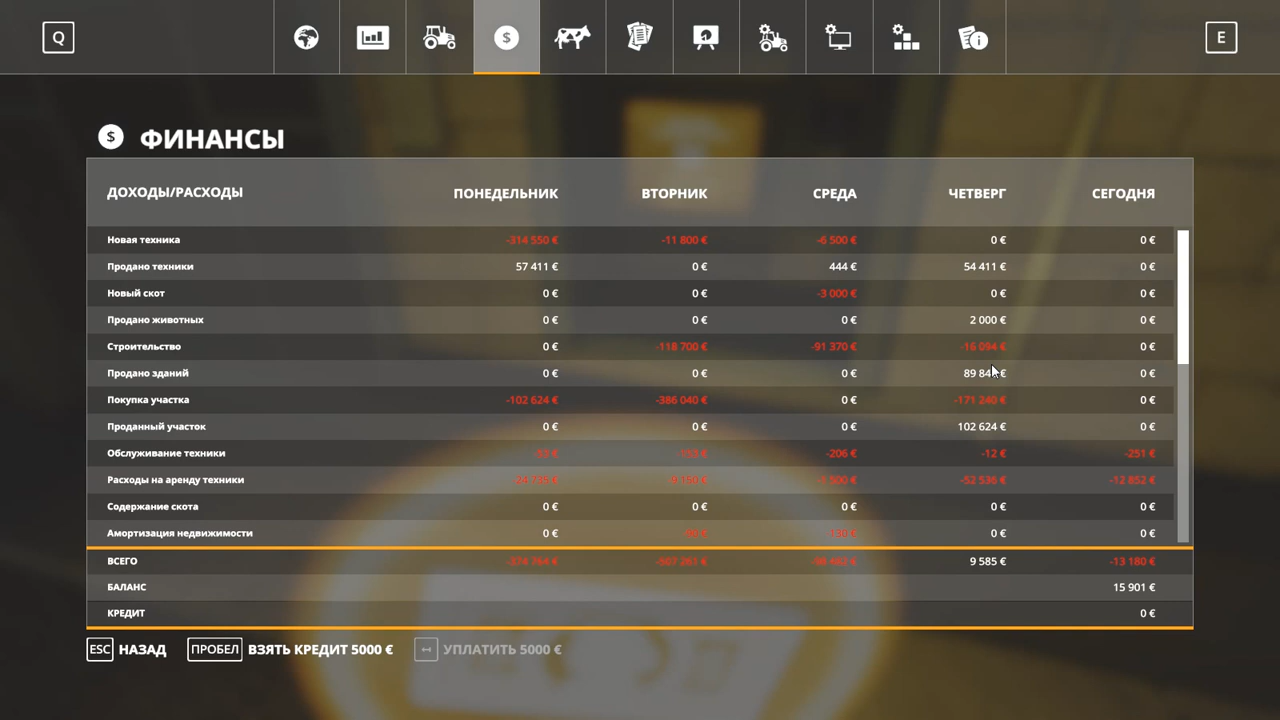 Q E
ФИНАНСЫ
ДОХОДЫ/РАСХОДЫ ПОНЕДЕЛЬНИК ВТОРНИК СРЕДА ЧЕТВЕРГ СЕГОДНЯ
Новая техника -314 550 € -11 800 € -6 500 € 0 € 0 €
Продано техники 57 411 € 0 € 444 € 54 411 € 0 €
Новый скот 0 € 0 € -3 000 € 0 € 0 €
Продано животных 0 € 0 € 0 € 2 000 € 0 €
Строительство 0 € -118 700 € -91 370 € -16 094 € 0 €
Продано зданий 0 € 0 € 0 € 89 € 0 €
Покупка участка -102 624 € -386 040 € 0 € -171 240 € 0 €
Проданный участок 0 € 0 € 0 € 102 624 € 0 €
Обслуживание техники -206 € -12 € -251 €
Расходы на аренду техники -52 536 € -12 852 €
Содержание скота 0 € 0 € 0 € 0 € 0 €
Амортизация недвижимости 0 € 0 € 0 €
ВСЕГО 9 585 € -13 180 €
БАЛАНС 15 901 €
КРЕДИТ 0 €
ESC НАЗАД ПРОБЕЛ ВЗЯТЬ КРЕДИТ 5000 € УПЛАТИТЬ 5000 €